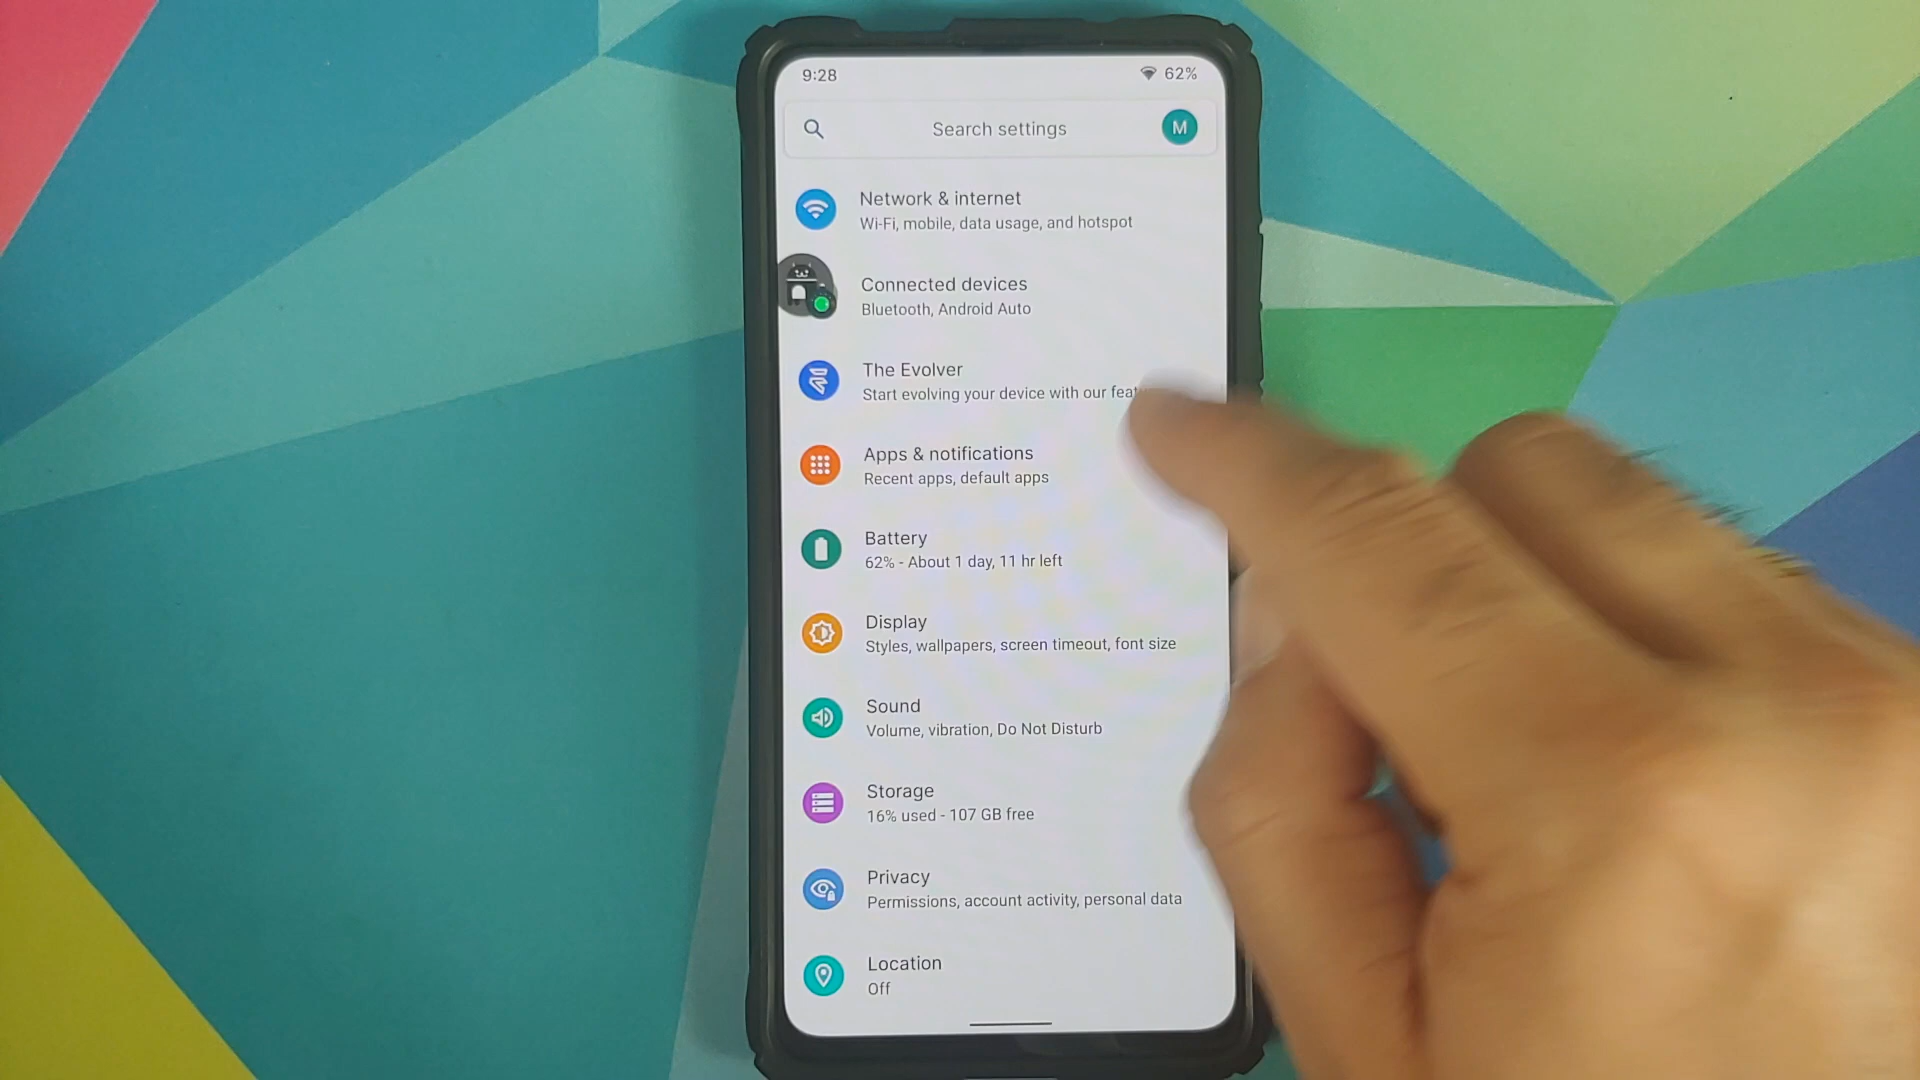 9:28
62%
Search settings
M
Network & internet
Wi-Fi, mobile, data usage, and hotspot
Connected devices
Bluetooth, Android Auto
The Evolver
Start evolving your device with our
Apps & notifications
Recent apps, default apps
Battery
62% - About 1 day, 11 hr left
Display
Styles, wallpapers, screen timeout, font size
Sound
Volume, vibration, Do Not Disturb
Storage
16% used - 107 GB free
Privacy
Permissions, account activity, personal data
Location
Off